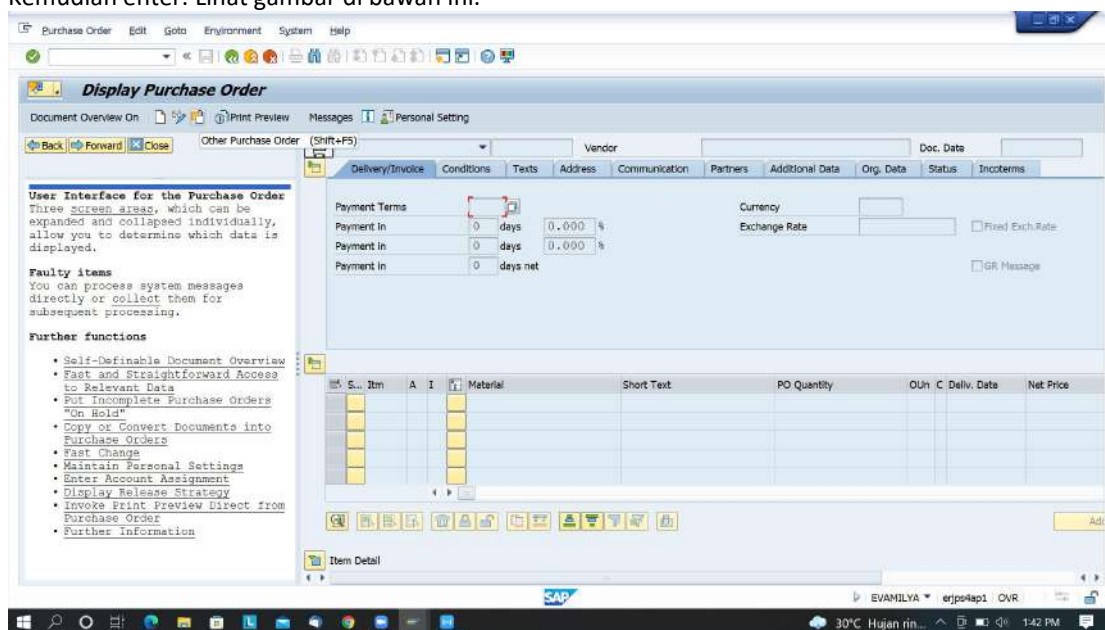 Kemudian enter. Lihat gambar di bawah ini.
Purchase Order Edit Goto Environment System Help
Display Purchase Order
Document Overview On Print Preview Messages Personal Setting
Back Forward Close Other Purchase Order (Shift+F5) Vendor Doc. Date
Delivery/Invoice Conditions Texts Address Communication Partners Additional Data Org. Data Status Incoterms
User Interface for the Purchase Order
Three screen areas, which can be
expanded and collapsed individually,
allow you to determine which data is
displayed.
Faulty items
You can process system messages
directly or collect them for
subsequent processing.
Further functions
• Self-Definable Document Overview
• Fast and Straightforward Access
to Relevant Data
• Put Incomplete Purchase Orders
"On Hold"
• Copy or Convert Documents into
Purchase Orders
• Fast Change
• Maintain Personal Settings
• Enter Account Assignment
• Display Release Strategy
• Invoke Print Preview Direct from
Purchase Order
• Further Information
Payment Terms Currency
Payment in 0 days 0.000 % Exchange Rate Fixed Exch.Rate
Payment in 0 days 0.000 %
Payment in 0 days net GR Message
S... Itm A I Material Short Text PO Quantity OUn C Deliv. Date Net Price
Item Detail
SAP EVAMILYA erjps4ap1 OVR
30°C Hujan rin... 1:42 PM